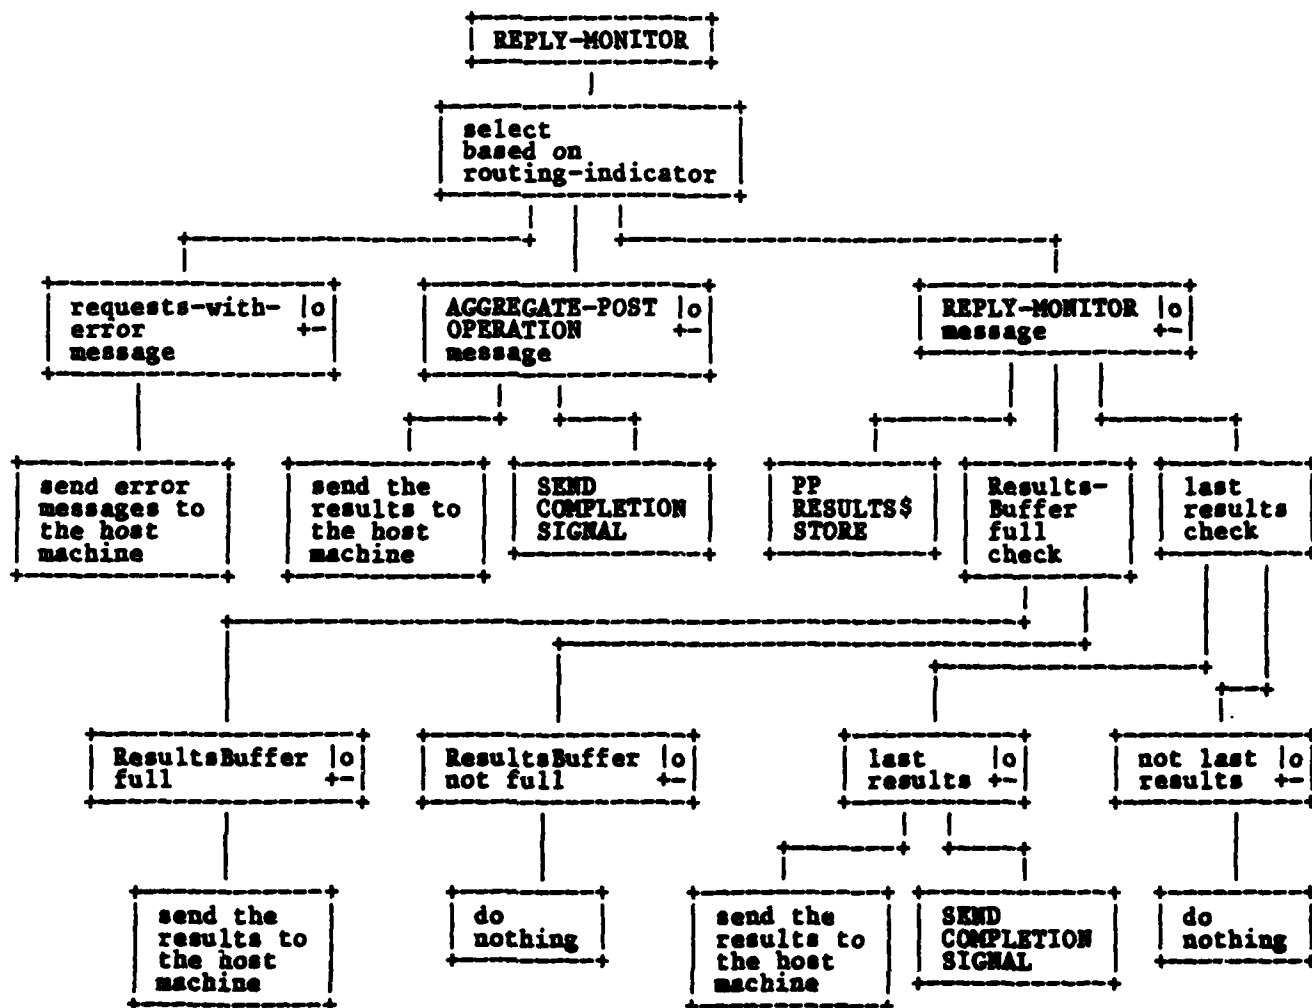 REPLY-MONITOR
select
based on
routing-indicator
requests-with-
error
message
o
AGGREGATE-POST
OPERATION
message
o
REPLY-MONITOR
message
o
send error
messages to
the host
machine
send the
results to
the host
machine
SEND
COMPLETION
SIGNAL
PP
RESULTS$
STORE
Results-
Buffer
full
check
last
results
check
ResultsBuffer
full
o
ResultsBuffer
not full
o
last
results
o
not last
results
o
send the
results to
the host
machine
do
nothing
send the
results to
the host
machine
SEND
COMPLETION
SIGNAL
do
nothing